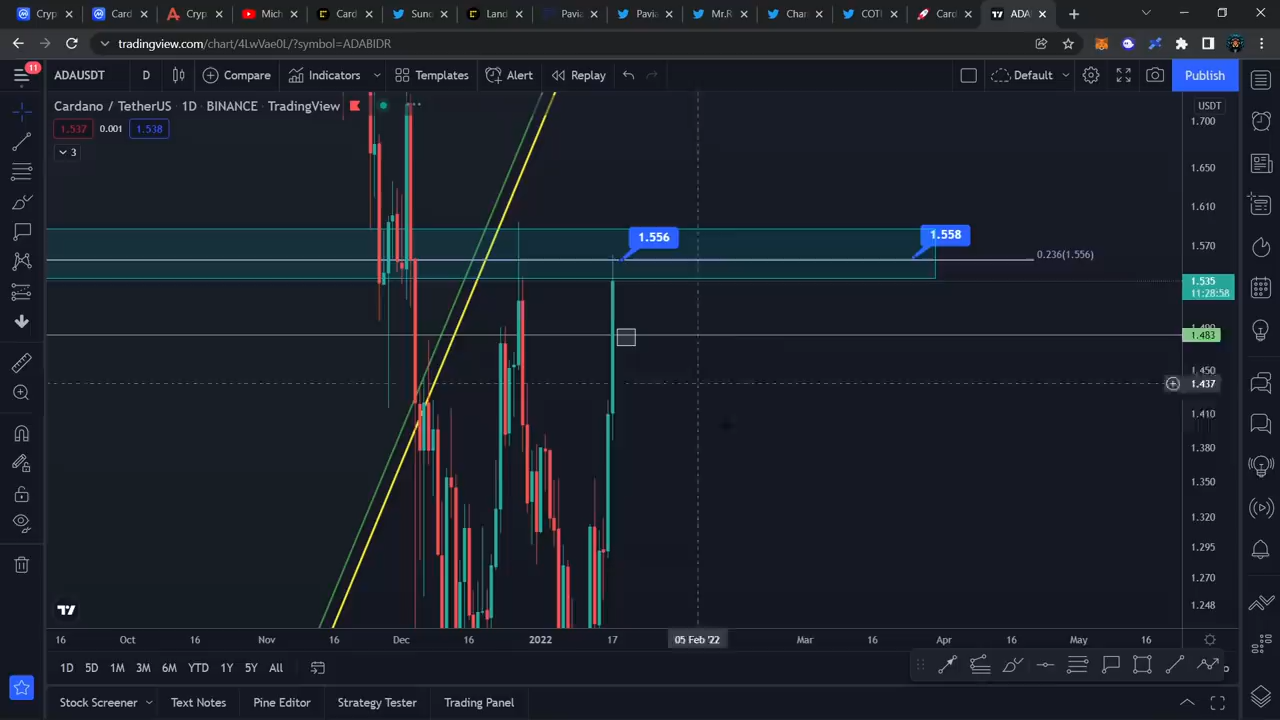 Cryp
Card
Cryp
Mich
Card
Sund
Land
Pavia
Pavia
Mr.R
Char
COTI
Card
ADA
tradingview.com/chart/4LwVae0L/?symbol=ADABIDR
11
ADAUSDT
D
Compare
Indicators
Templates
Alert
Replay
Default
Publish
Cardano / TetherUS · 1D · BINANCE · TradingView
USDT
1.537
0.001
1.538
3
1.700
1.650
1.610
1.570
1.556
1.558
0.236(1.556)
1.535
11:28:58
1.490
1.483
1.450
1.437
1.410
1.380
1.350
1.320
1.295
1.270
1.248
16
Oct
16
Nov
16
Dec
16
2022
17
05 Feb '22
Mar
16
Apr
16
May
16
1D
5D
1M
3M
6M
YTD
1Y
5Y
All
Stock Screener
Text Notes
Pine Editor
Strategy Tester
Trading Panel